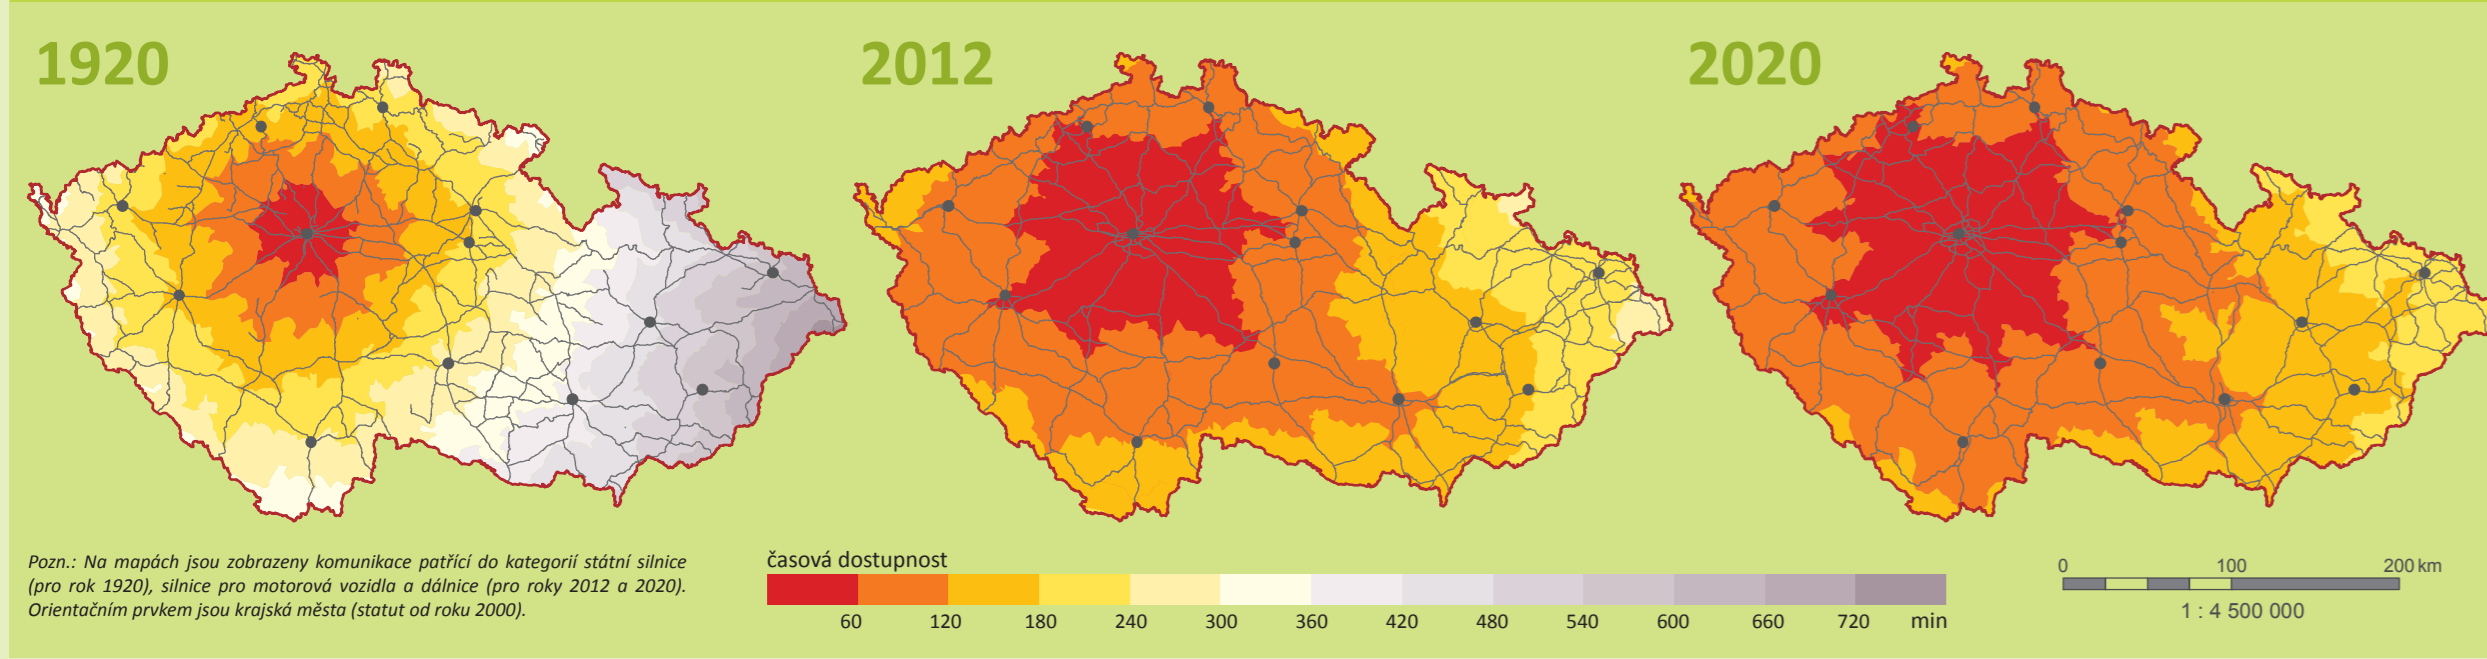 1920
2012
2020
Pozn.: Na mapách jsou zobrazeny komunikace patřící do kategorií státní silnice
(pro rok 1920), silnice pro motorová vozidla a dálnice (pro roky 2012 a 2020).
Orientačním prvkem jsou krajská města (statut od roku 2000).
časová dostupnost
60 120 180 240 300 360 420 480 540 600 660 720 min
0 100 200 km
1 : 4 500 000